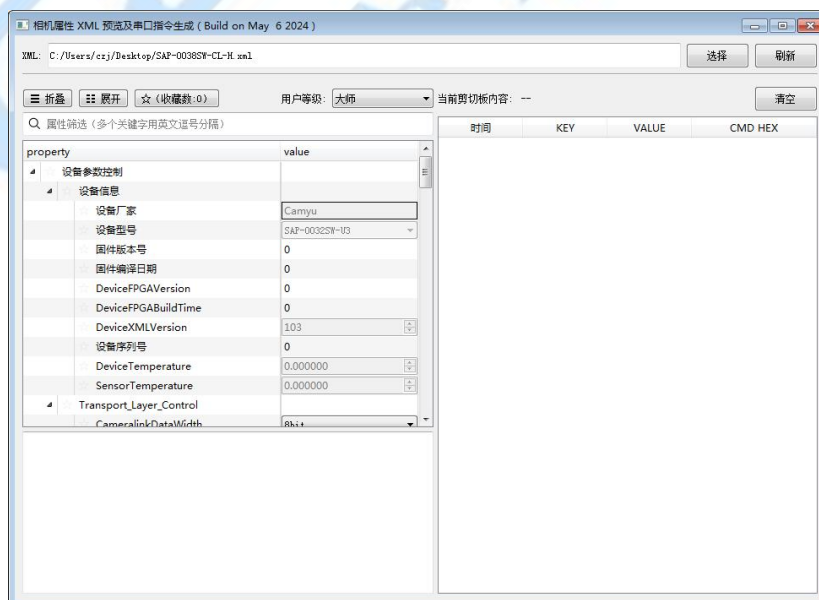 相机属性 XML 预览及串口指令生成 ( Build on May  6 2024 )
XML: C:/Users/czj/Desktop/SAP-0038SW-CL-H.xml 选择 刷新
折叠 展开 ☆ (收藏数:0) 用户等级: 大师 当前剪切板内容: -- 清空
属性筛选 (多个关键字用英文逗号分隔)
时间 KEY VALUE CMD HEX
property value
设备参数控制
设备信息
设备厂家 Camyu
设备型号 SAP-0032SW-U3
固件版本号 0
固件编译日期 0
DeviceFPGAVersion 0
DeviceFPGABuildTime 0
DeviceXMLVersion 103
设备序列号 0
DeviceTemperature 0.000000
SensorTemperature 0.000000
Transport_Layer_Control
CameralinkDataWidth 8bit